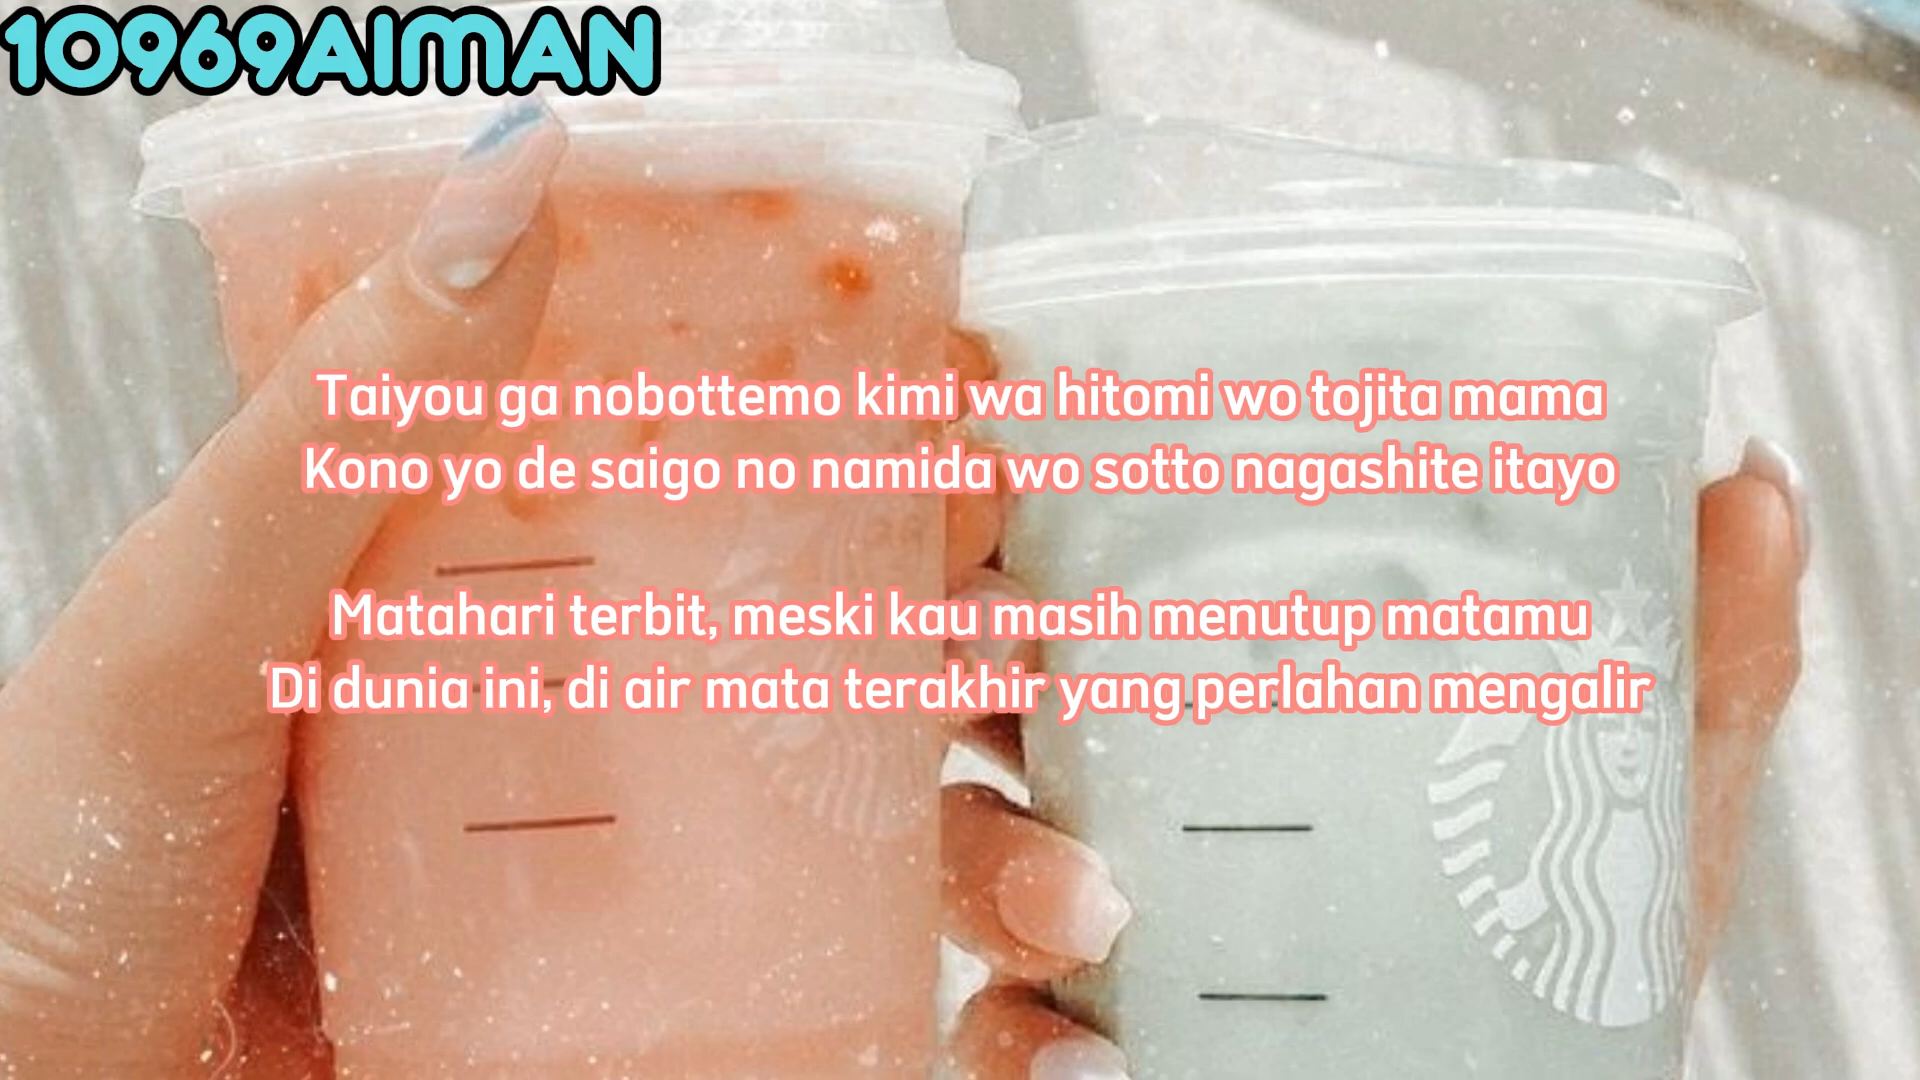 10969AIMAN
Taiyou ga nobottemo kimi wa hitomi wo tojita mama
Kono yo de saigo no namida wo sotto nagashite itayo
Matahari terbit, meski kau masih menutup matamu
Di dunia ini, di air mata terakhir yang perlahan mengalir